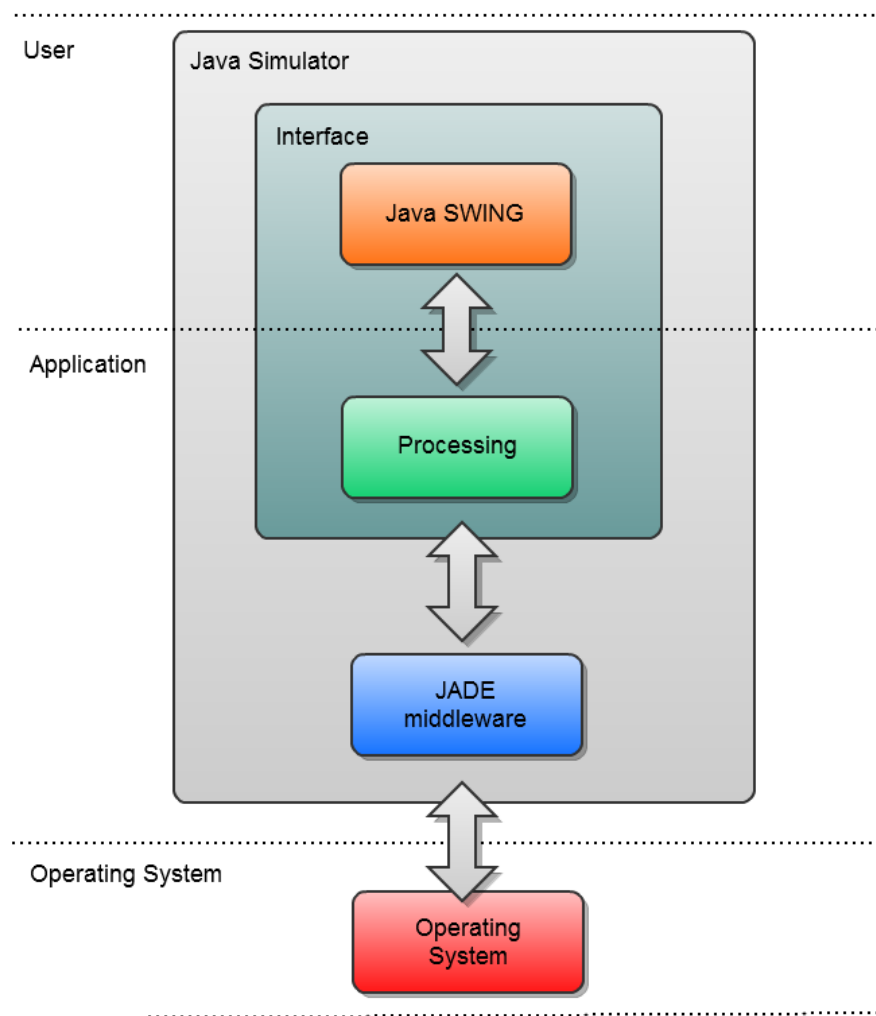 User
Java Simulator
Interface
Java SWING
Application
Processing
JADE
middleware
Operating System
Operating
System